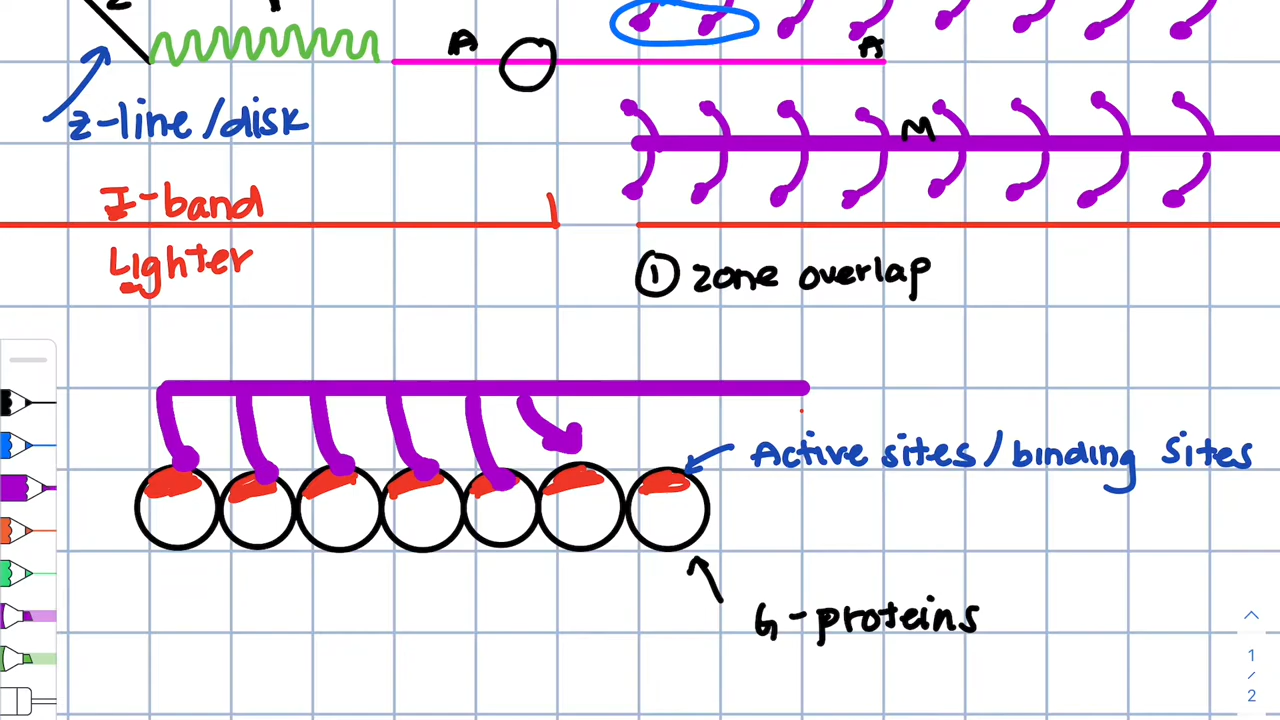 A
A
z-line/disk
M
I-band
Lighter
① zone overlap
Active sites/binding sites
G-proteins
1
/
2